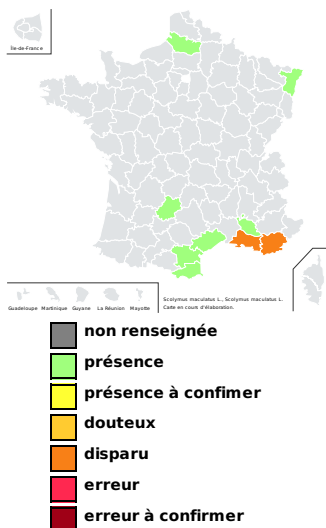 Île-de-France
Scolymus maculatus L., Scolymus maculatus L.
Carte en cours d'élaboration.
Guadeloupe Martinique Guyane La Réunion Mayotte
non renseignée
présence
présence à confimer
douteux
disparu
erreur
erreur à confirmer